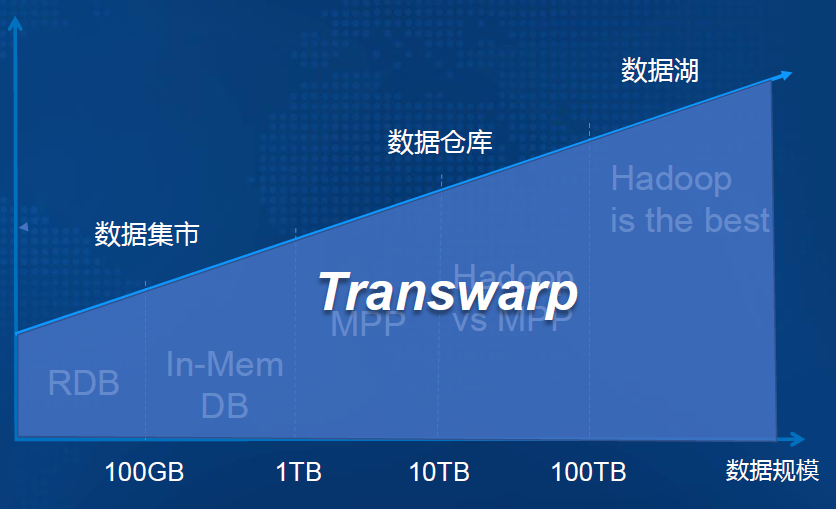 数据湖
数据仓库
数据集市
Hadoop
is the best
Transwarp
Hadoop
vs MPP
MPP
In-Mem
DB
RDB
100GB
1TB
10TB
100TB
数据规模